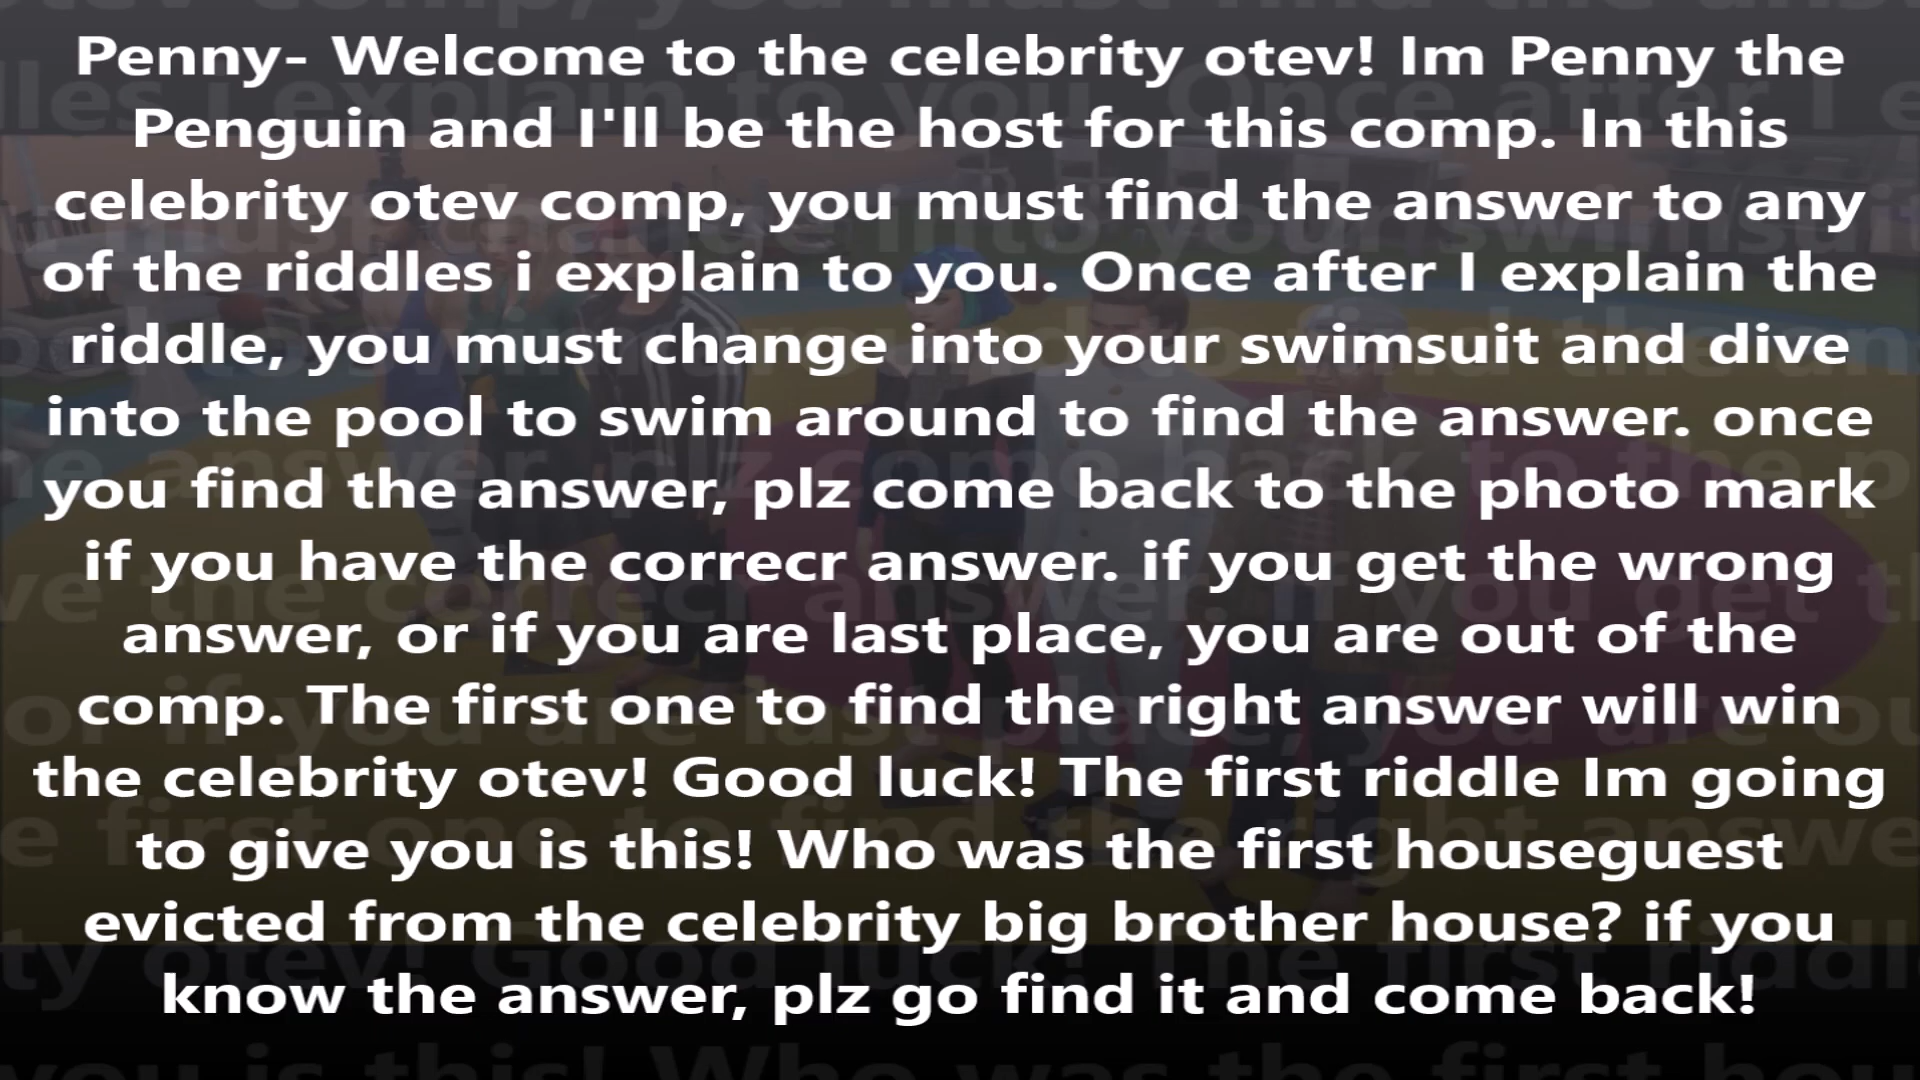 Penny- Welcome to the celebrity otev! Im Penny the
Penguin and I'll be the host for this comp. In this
celebrity otev comp, you must find the answer to any
of the riddles i explain to you. Once after I explain the
riddle, you must change into your swimsuit and dive
into the pool to swim around to find the answer. once
you find the answer, plz come back to the photo mark
if you have the correcr answer. if you get the wrong
answer, or if you are last place, you are out of the
comp. The first one to find the right answer will win
the celebrity otev! Good luck! The first riddle Im going
to give you is this! Who was the first houseguest
evicted from the celebrity big brother house? if you
know the answer, plz go find it and come back!